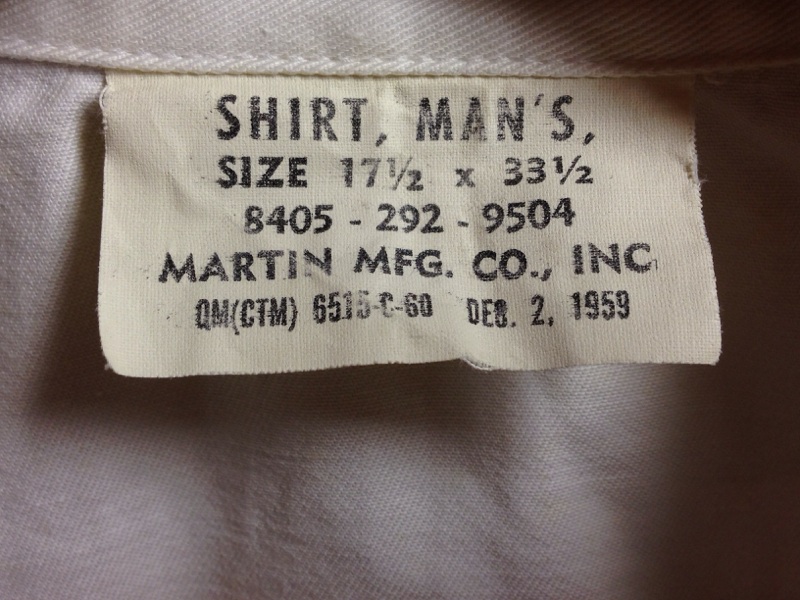 SHIRT, MAN'S,
SIZE 17½ x 33½
8405 - 292 - 9504
MARTIN MFG. CO., INC.
QM(CTM) 6515-C-60 DEC. 2, 1959